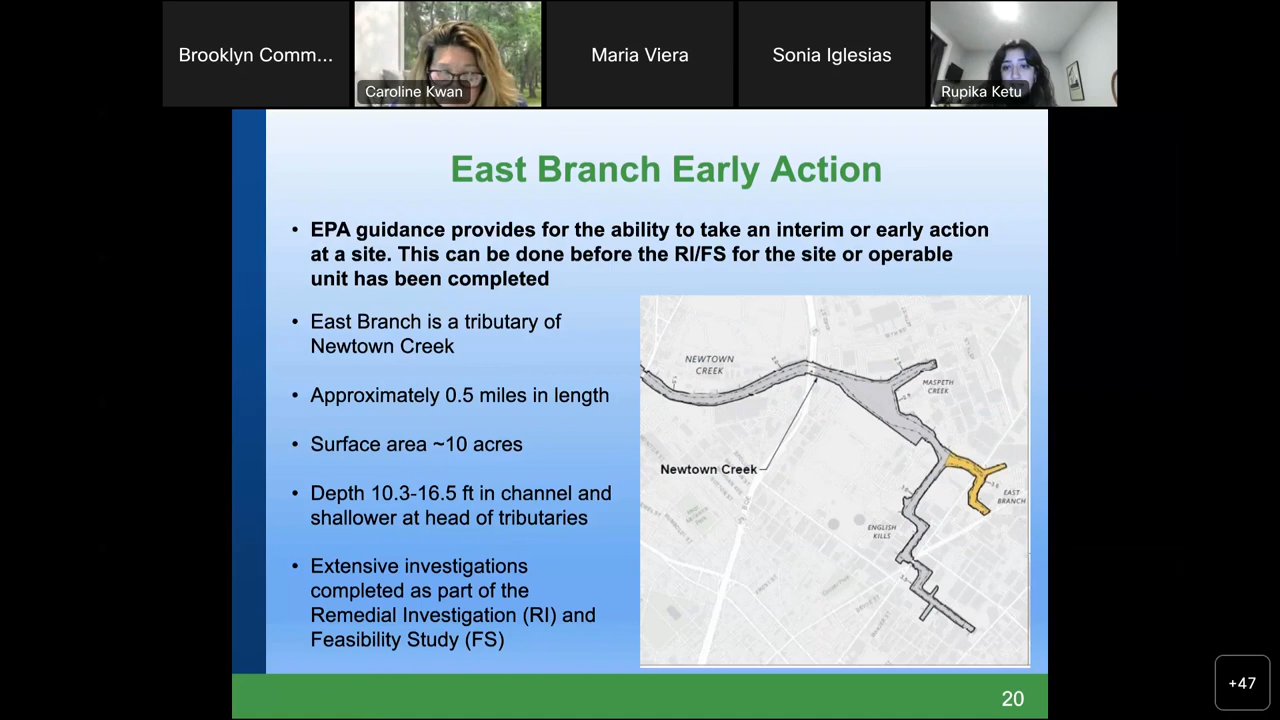 Brooklyn Comm...
Caroline Kwan
Maria Viera
Sonia Iglesias
Rupika Ketu
East Branch Early Action
• EPA guidance provides for the ability to take an interim or early action
at a site. This can be done before the RI/FS for the site or operable
unit has been completed
• East Branch is a tributary of
Newtown Creek
• Approximately 0.5 miles in length
• Surface area ~10 acres
• Depth 10.3-16.5 ft in channel and
shallower at head of tributaries
• Extensive investigations
completed as part of the
Remedial Investigation (RI) and
Feasibility Study (FS)
NEWTOWN
CREEK
MASPETH
CREEK
Newtown Creek
EAST
BRANCH
ENGLISH
KILLS
20
+47